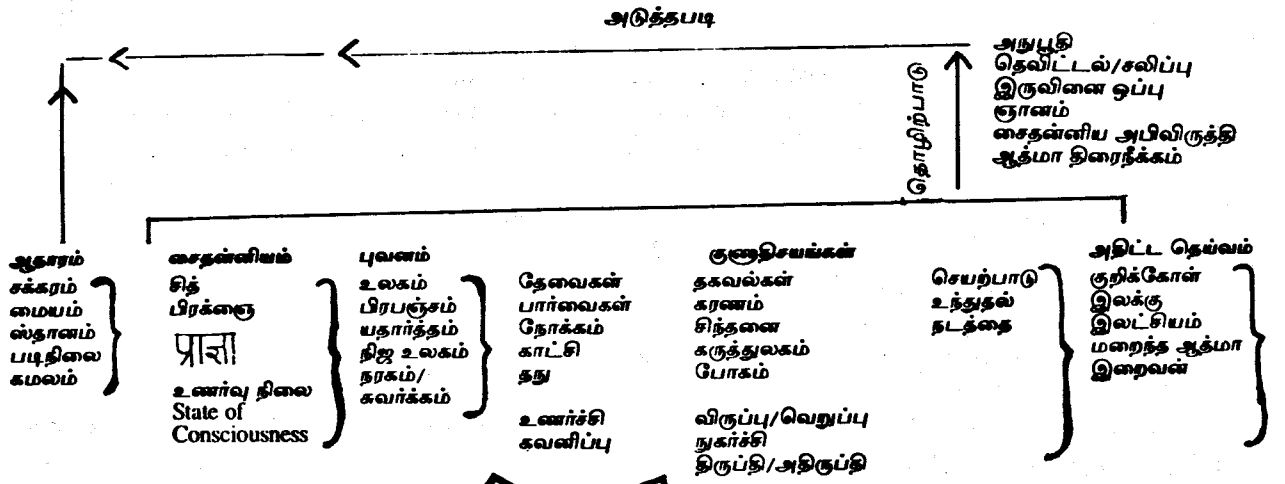 அடுத்தபடி
அநுபூதி
தெவிட்டல்/சலிப்பு
இருவினை ஒப்பு
ஞானம்
சைதன்னிய அபிவிருத்தி
ஆத்மா திரைநீக்கம்
தொழிற்பாடு
ஆதாரம்
சக்கரம்
மையம்
ஸ்தானம்
படிநிலை
கமலம்
சைதன்னியம்
சித்
பிரக்ஞை
प्राज्ञा
உணர்வு நிலை
State of
Consciousness
புவனம்
உலகம்
பிரபஞ்சம்
யதார்த்தம்
நிஜ உலகம்
நரகம்/
சுவர்க்கம்
தேவைகள்
பார்வைகள்
நோக்கம்
காட்சி
தநு
உணர்ச்சி
கவனிப்பு
குணாதிசயங்கள்
தகவல்கள்
கரணம்
சிந்தனை
கருத்துலகம்
போகம்
விருப்பு/வெறுப்பு
நுகர்ச்சி
திருப்தி/அதிருப்தி
செயற்பாடு
உந்துதல்
நடத்தை
அதிட்ட தெய்வம்
குறிக்கோள்
இலக்கு
இலட்சியம்
மறைந்த ஆத்மா
இறைவன்